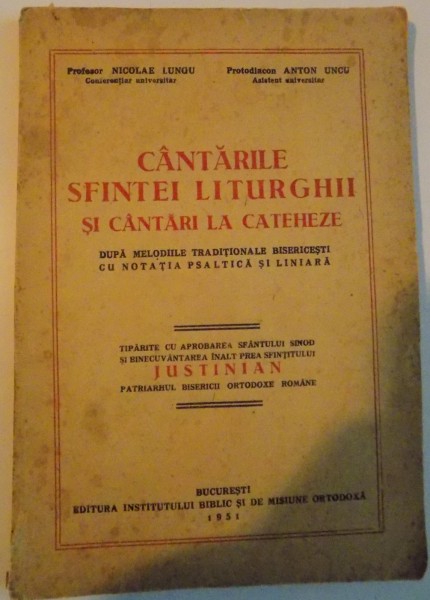 Profesor NICOLAE LUNGU Protodiacon ANTON UNCU
Conferențiar universitar Asistent universitar
CÂNTĂRILE
SFINTEI LITURGHII
ȘI CÂNTĂRI LA CATEHEZE
DUPĂ MELODIILE TRADIȚIONALE BISERICEȘTI
CU NOTAȚIA PSALTICĂ ȘI LINIARĂ
TIPĂRITE CU APROBAREA SFÂNTULUI SINOD
ȘI BINECUVÂNTAREA ÎNALT PREA SFINȚITULUI
JUSTINIAN
PATRIARHUL BISERICII ORTODOXE ROMÂNE
BUCUREȘTI
EDITURA INSTITUTULUI BIBLIC ȘI DE MISIUNE ORTODOXĂ
1951